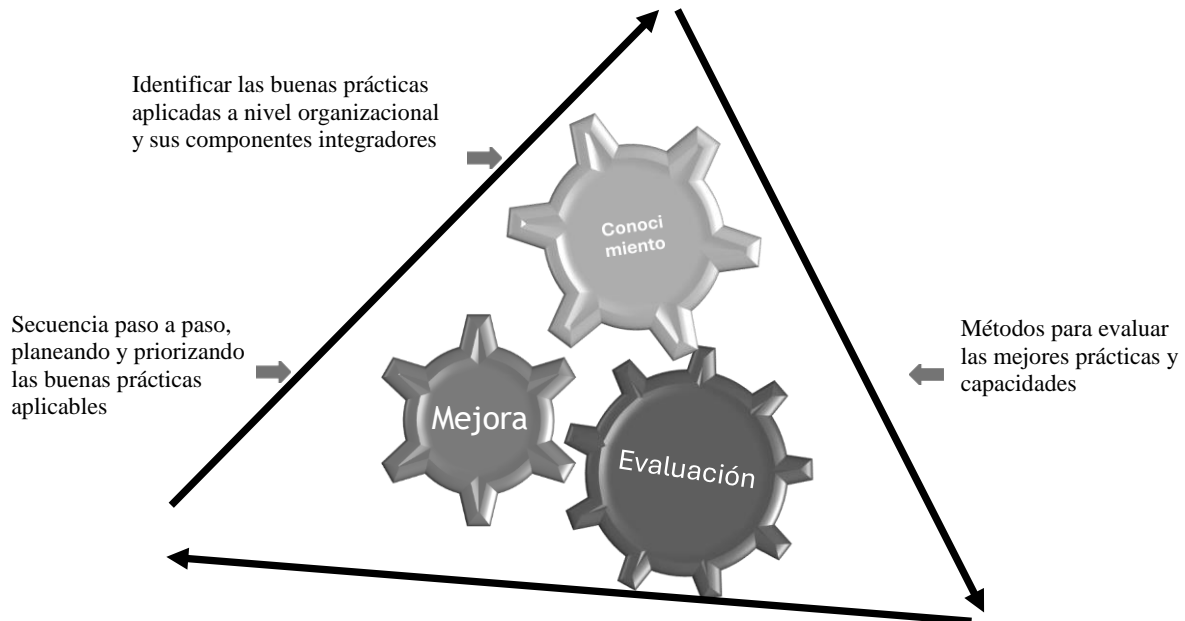 Identificar las buenas prácticas
aplicadas a nivel organizacional
y sus componentes integradores
Conoci
miento
Secuencia paso a paso,
planeando y priorizando
las buenas prácticas
aplicables
Métodos para evaluar
las mejores prácticas y
capacidades
Mejora
Evaluación